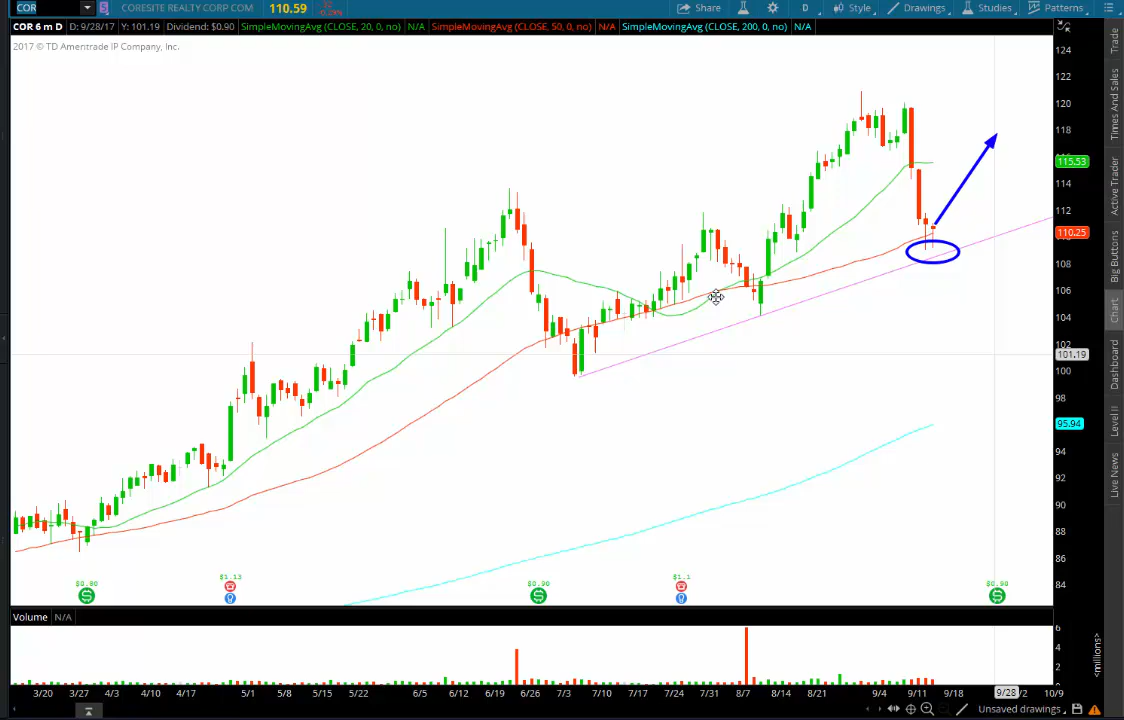 COR
S
CORESITE REALTY CORP COM
110.59
Share
D
Style
Drawings
Studies
Patterns
COR 6 m D
D: 9/28/17
Y: 101.19
Dividend: $0.90
SimpleMovingAvg (CLOSE, 20, 0, no)
N/A
SimpleMovingAvg (CLOSE, 50, 0, no)
N/A
SimpleMovingAvg (CLOSE, 200, 0, no)
N/A
2017 © TD Ameritrade IP Company, Inc.
124
122
120
118
115.53
114
112
110.25
108
106
104
102
101.19
100
98
95.94
94
92
90
88
86
84
$0.80
$1.13
$0.90
$1.1
$0.90
Volume
N/A
6
4
2
<millions>
3/20
3/27
4/3
4/10
4/17
5/1
5/8
5/15
5/22
6/5
6/12
6/19
6/26
7/3
7/10
7/17
7/24
7/31
8/7
8/14
8/21
9/4
9/11
9/18
9/28
/2
10/9
Unsaved drawings
Trade
Times And Sales
Active Trader
Big Buttons
Chart
Dashboard
Level II
Live News